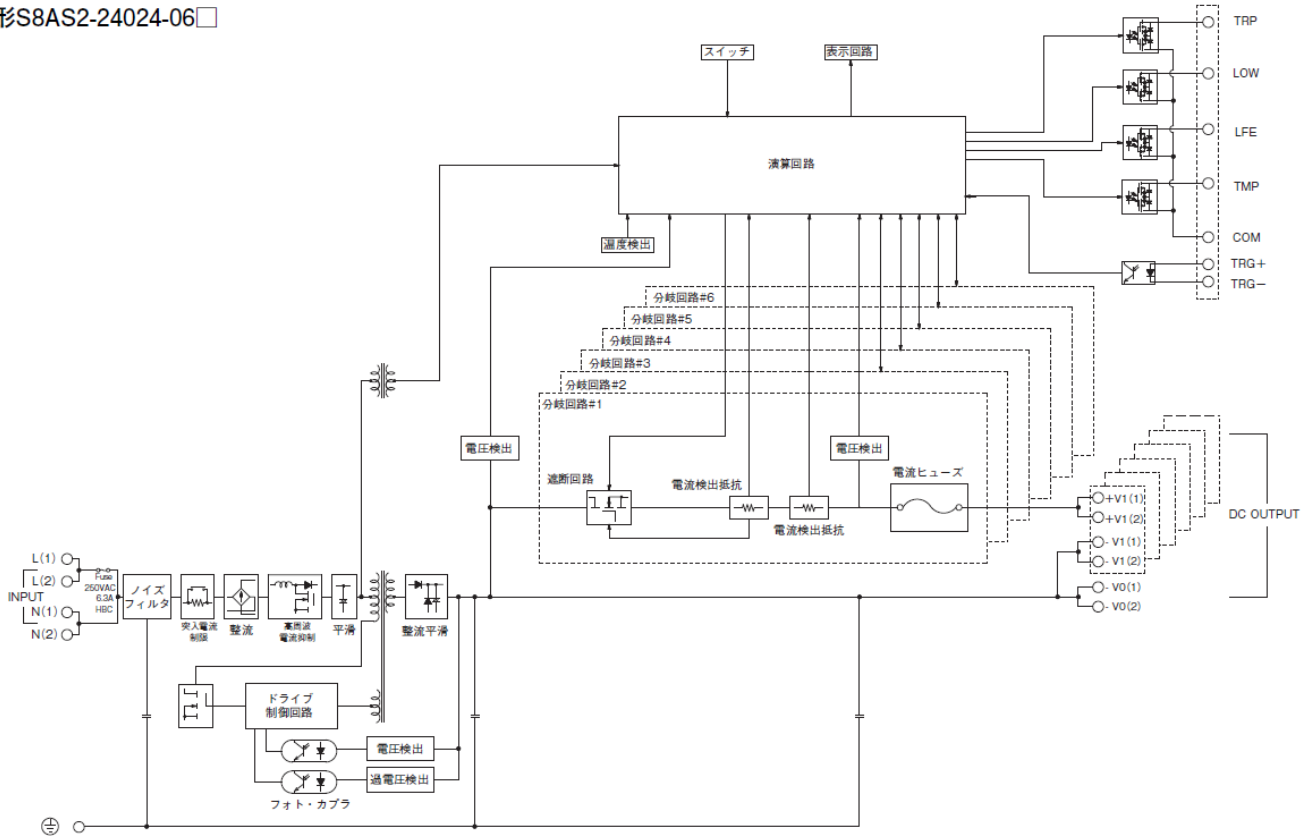 形S8AS2-24024-06□
スイッチ
表示回路
TRP
LOW
LFE
TMP
COM
TRG+
TRG−
演算回路
温度検出
分岐回路#6
分岐回路#5
分岐回路#4
分岐回路#3
分岐回路#2
分岐回路#1
電圧検出
遮断回路
電流検出抵抗
電流検出抵抗
電圧検出
電流ヒューズ
+V1(1)
+V1(2)
- V1(1)
- V1(2)
- V0(1)
- V0(2)
DC OUTPUT
L(1)
L(2)
INPUT
N(1)
N(2)
Fuse
250VAC
6.3A
HBC
ノイズ
フィルタ
突入電流
制限
整流
高周波
電流抑制
平滑
整流平滑
ドライブ
制御回路
電圧検出
過電圧検出
フォト・カプラ